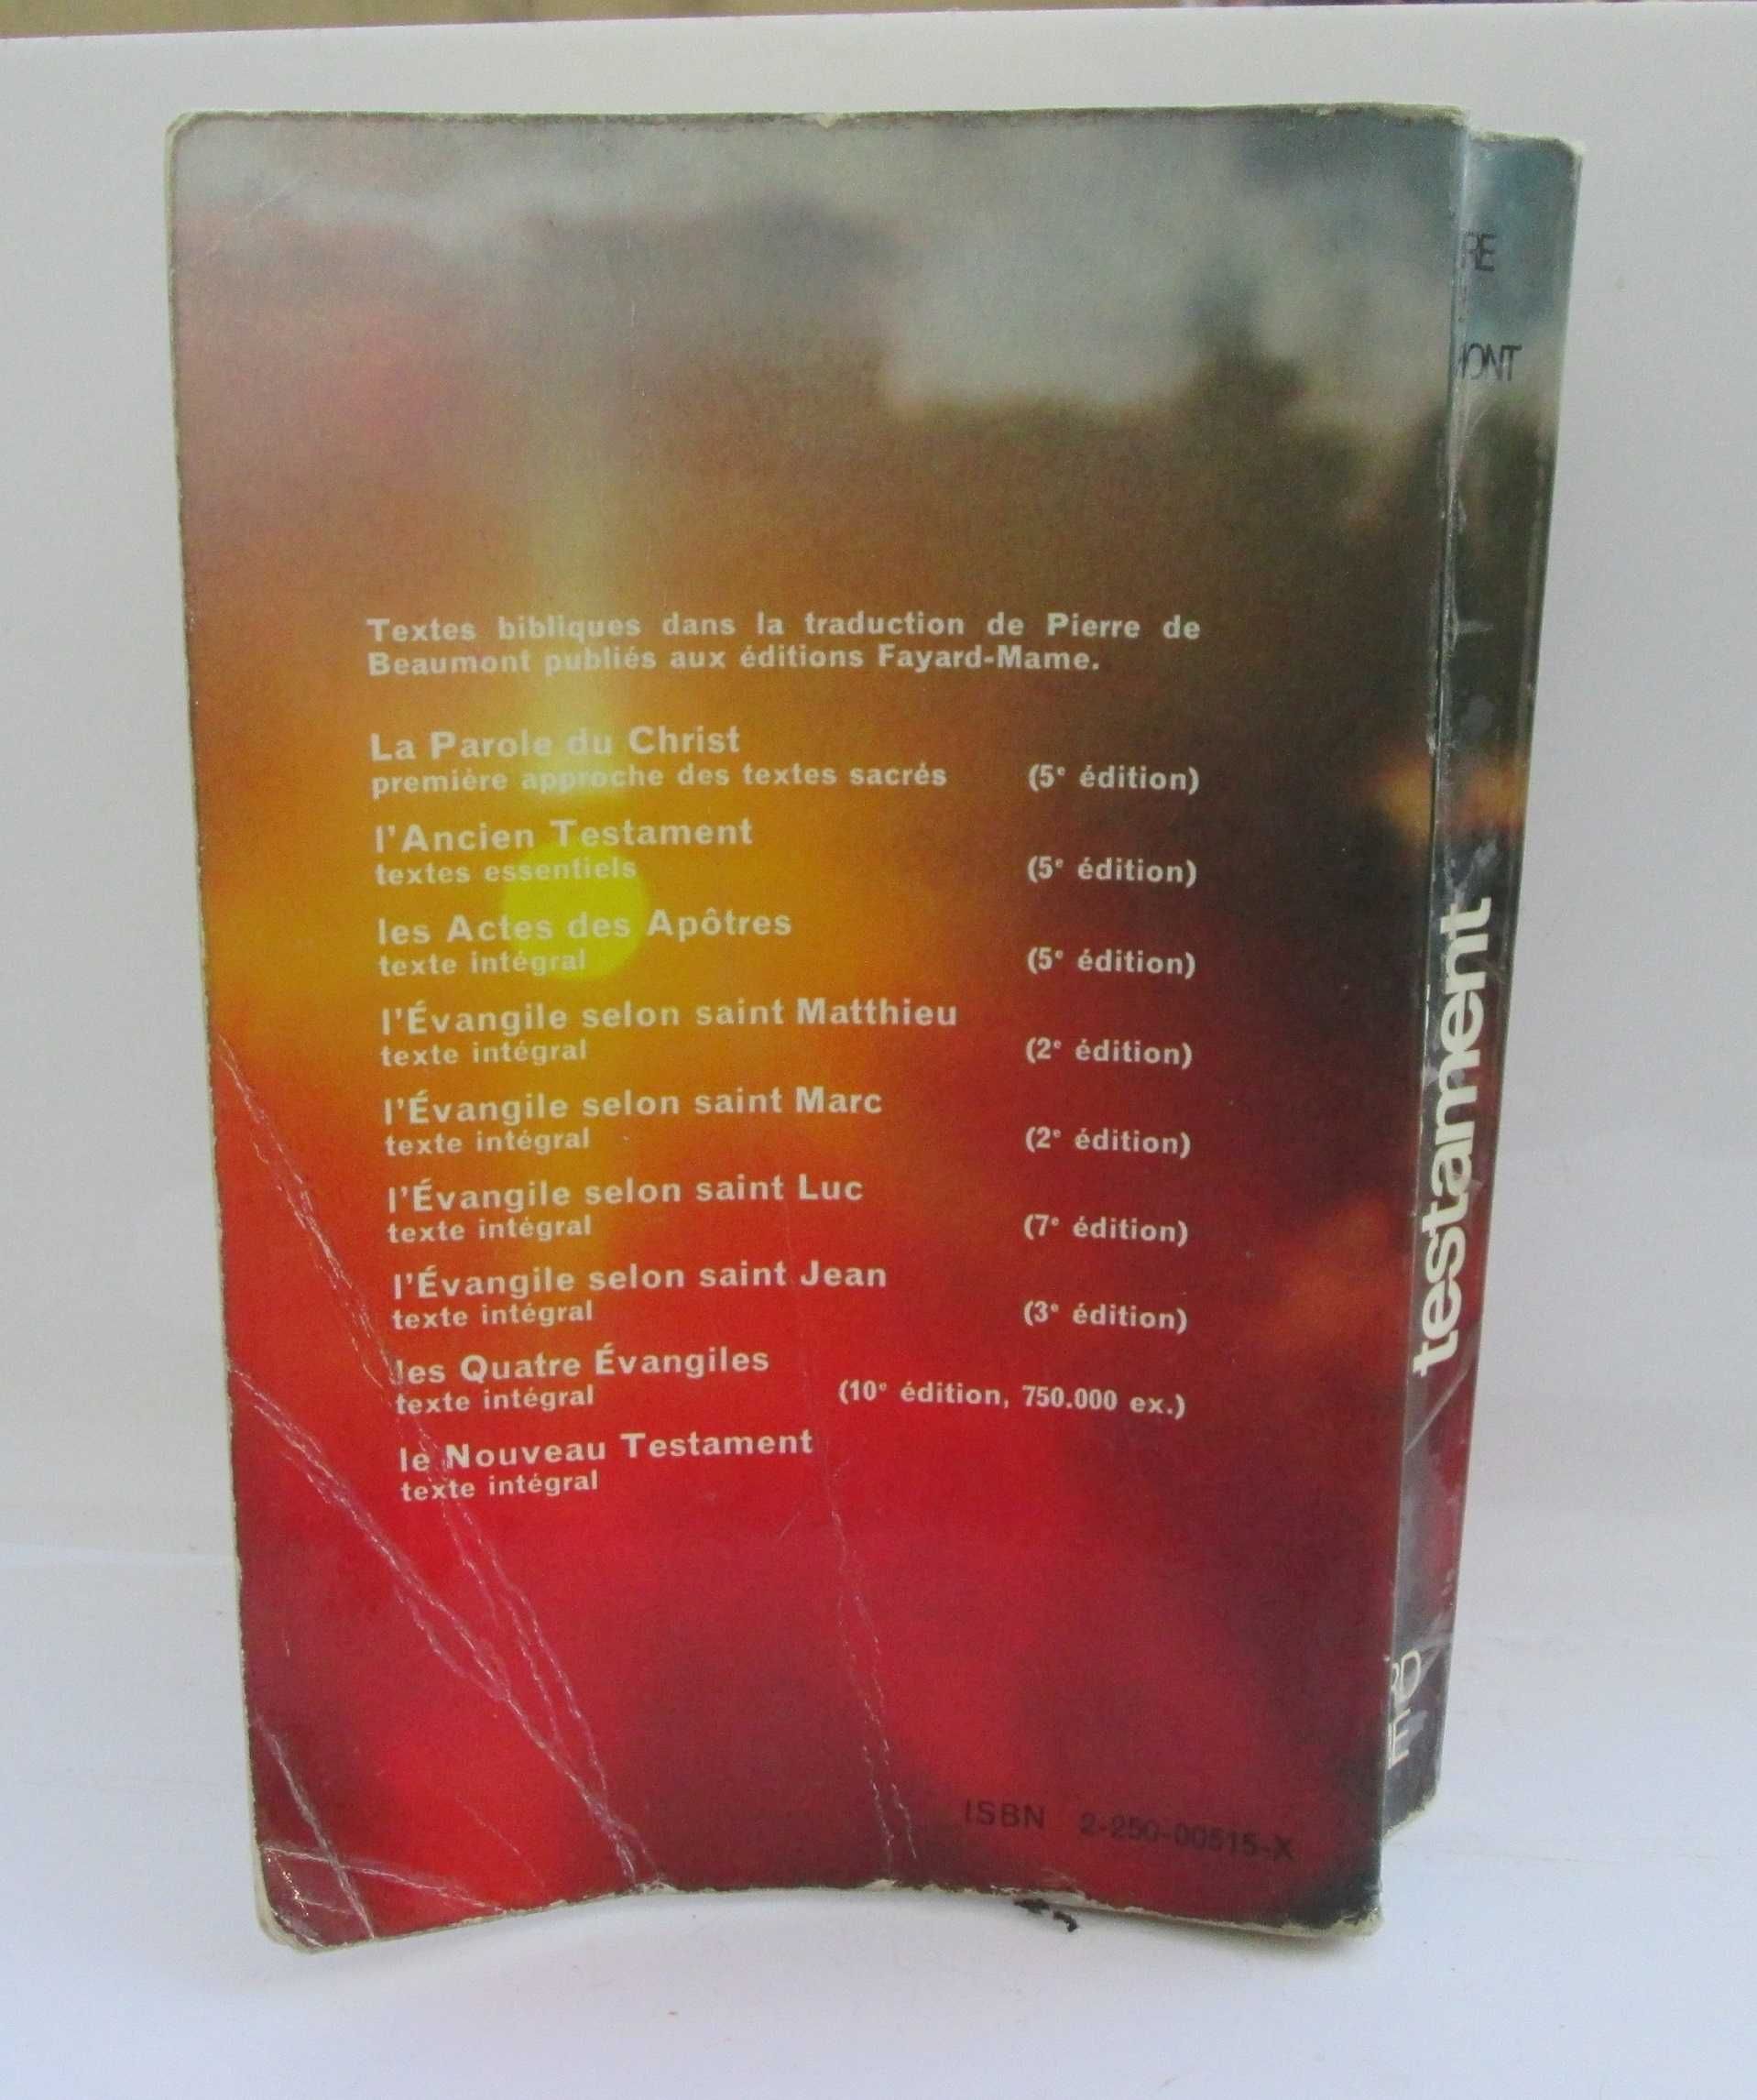 Textes bibliques dans la traduction de Pierre de
Beaumont publiés aux éditions Fayard-Mame.
La Parole du Christ
première approche des textes sacrés (5e édition)
l'Ancien Testament
textes essentiels (5e édition)
les Actes des Apôtres
texte intégral (5e édition)
l'Évangile selon saint Matthieu
texte intégral (2e édition)
l'Évangile selon saint Marc
texte intégral (2e édition)
l'Évangile selon saint Luc
texte intégral (7e édition)
l'Évangile selon saint Jean
texte intégral (3e édition)
les Quatre Évangiles
texte intégral (10e édition, 750.000 ex.)
le Nouveau Testament
texte intégral
ISBN 2-250-00515-X
RE
MONT
testament